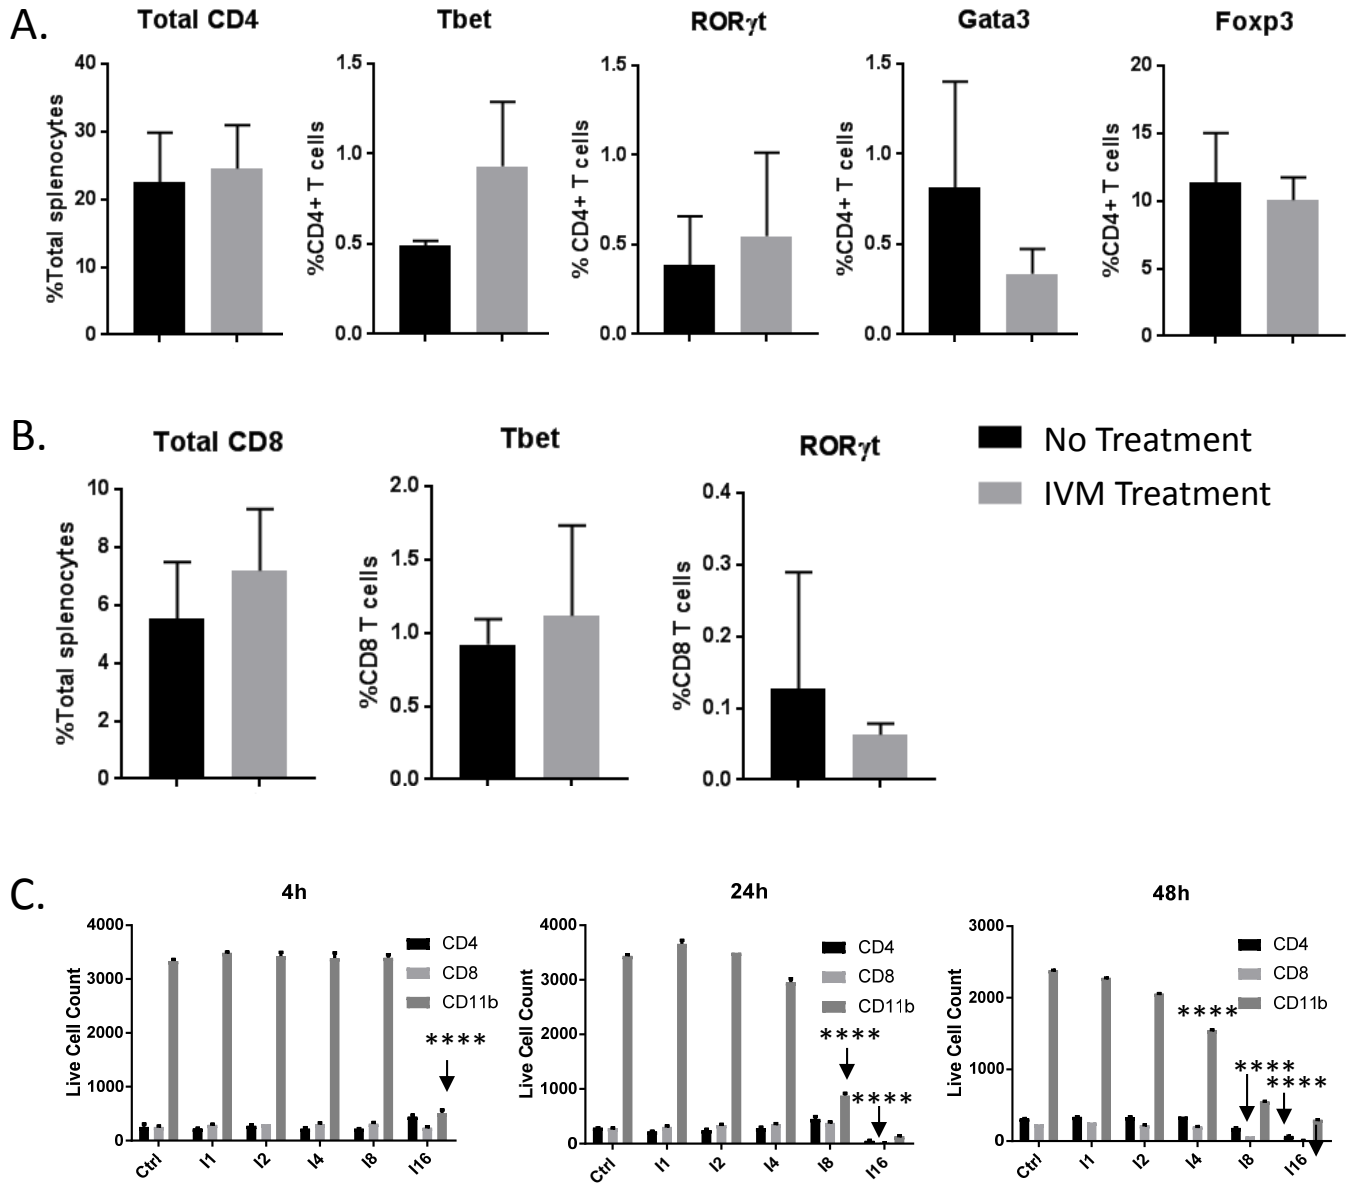 A.
Total CD4
Tbet
RORγt
Gata3
Foxp3
%Total splenocytes
40
30
20
10
0
%CD4+ T cells
1.5
1.0
0.5
0.0
% CD4+ T cells
1.5
1.0
0.5
0.0
%CD4+ T cells
1.5
1.0
0.5
0.0
%CD4+ T cells
20
15
10
5
0
B.
Total CD8
Tbet
RORγt
%Total splenocytes
10
8
6
4
2
0
%CD8 T cells
2.0
1.5
1.0
0.5
0.0
%CD8 T cells
0.4
0.3
0.2
0.1
0.0
No Treatment
IVM Treatment
C.
4h
Live Cell Count
4000
3000
2000
1000
0
CD4
CD8
CD11b
****
Ctrl
I1
I2
I4
I8
I16
24h
Live Cell Count
4000
3000
2000
1000
0
CD4
CD8
CD11b
****
****
Ctrl
I1
I2
I4
I8
I16
48h
Live Cell Count
3000
2000
1000
0
CD4
CD8
CD11b
****
****
****
Ctrl
I1
I2
I4
I8
I16